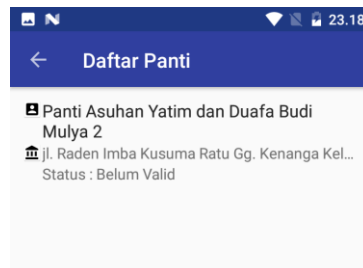 23.18
Daftar Panti
Panti Asuhan Yatim dan Duafa Budi
Mulya 2
jl. Raden Imba Kusuma Ratu Gg. Kenanga Kel...
Status : Belum Valid